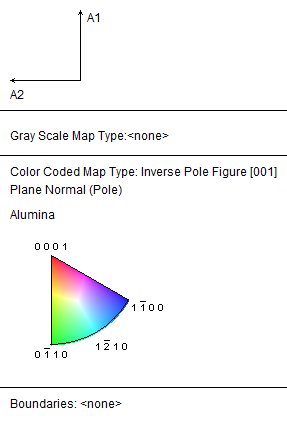 A1
A2
Gray Scale Map Type:<none>
Color Coded Map Type: Inverse Pole Figure [001]
Plane Normal (Pole)
Alumina
0 0 0 1
1 1̅ 0 0
1 2̅ 1 0
0 1̅ 1 0
Boundaries: <none>